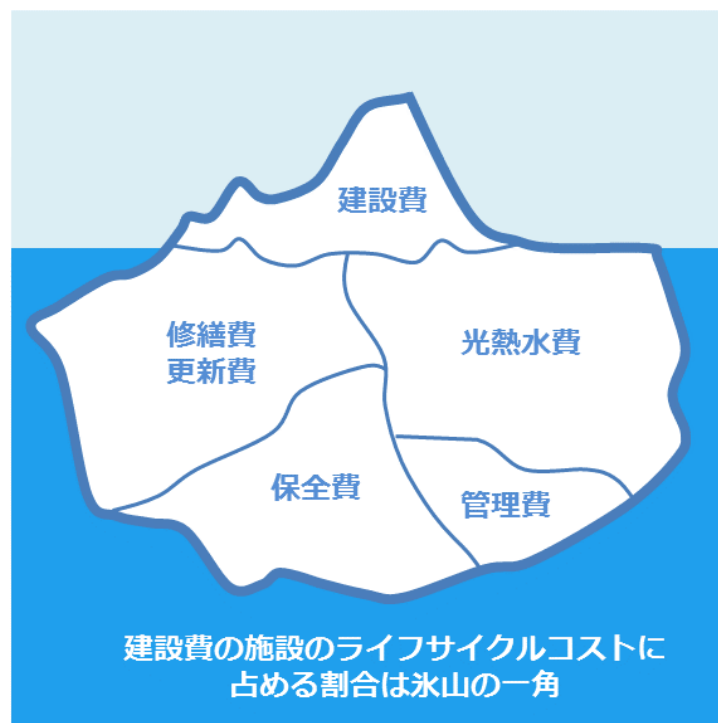 建設費
修繕費
更新費
光熱水費
保全費
管理費
建設費の施設のライフサイクルコストに
占める割合は氷山の一角